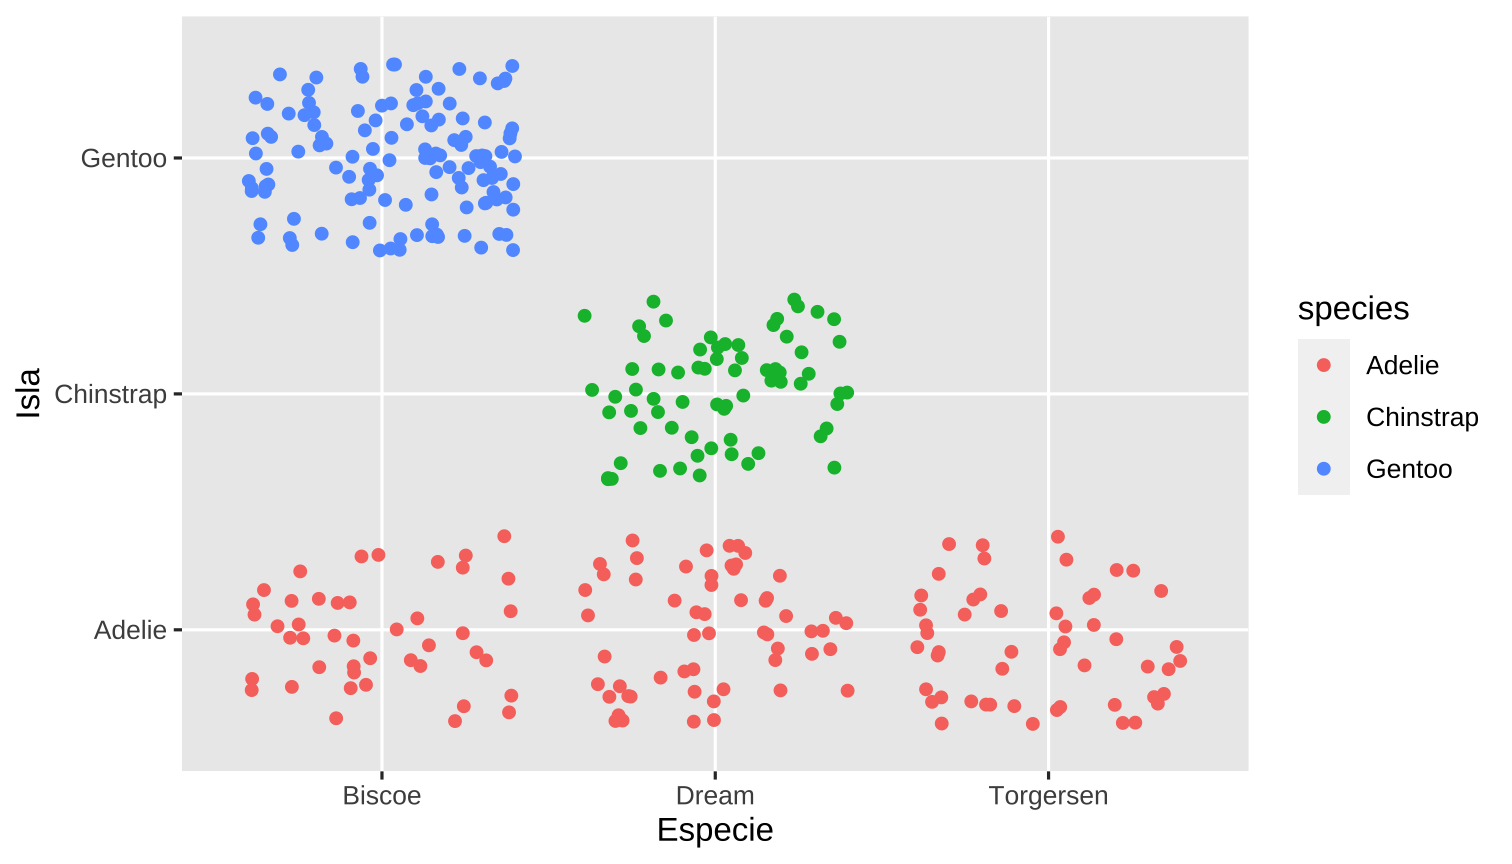 Isla
Gentoo
Chinstrap
Adelie
Biscoe
Dream
Torgersen
Especie
species
Adelie
Chinstrap
Gentoo